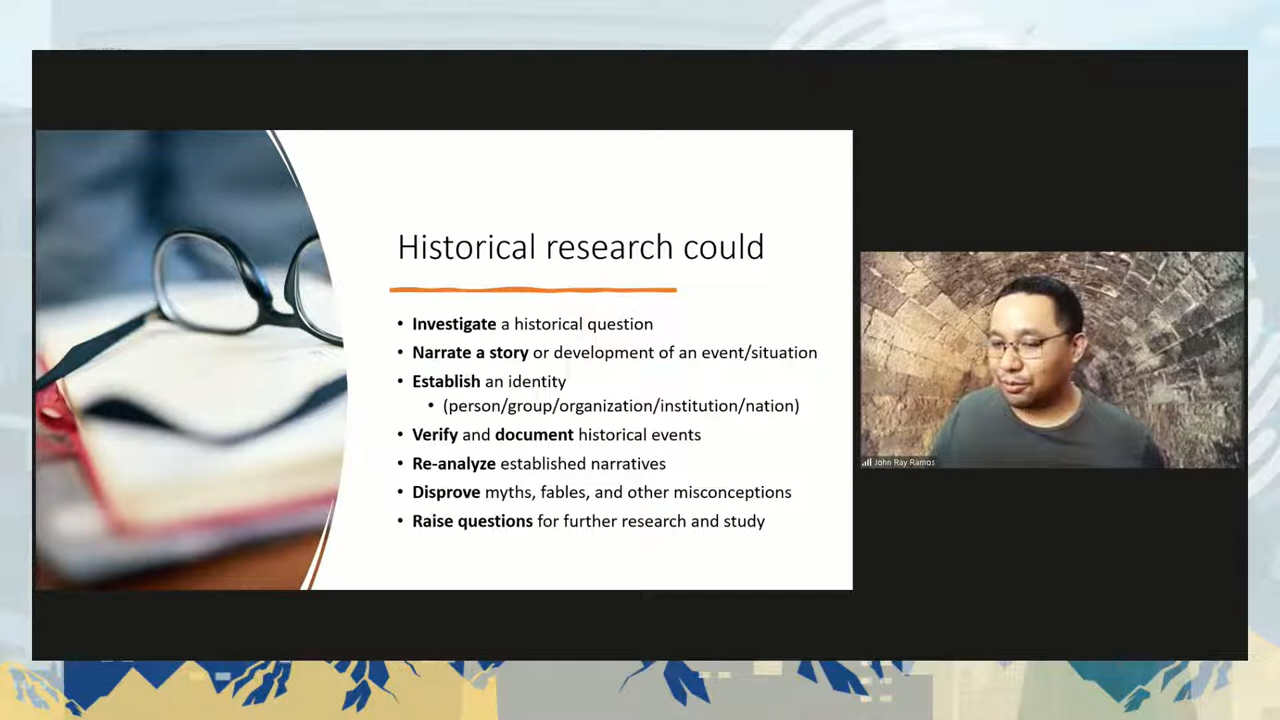 Historical research could
• Investigate a historical question
• Narrate a story or development of an event/situation
• Establish an identity
• (person/group/organization/institution/nation)
• Verify and document historical events
• Re-analyze established narratives
• Disprove myths, fables, and other misconceptions
• Raise questions for further research and study
John Ray Ramos